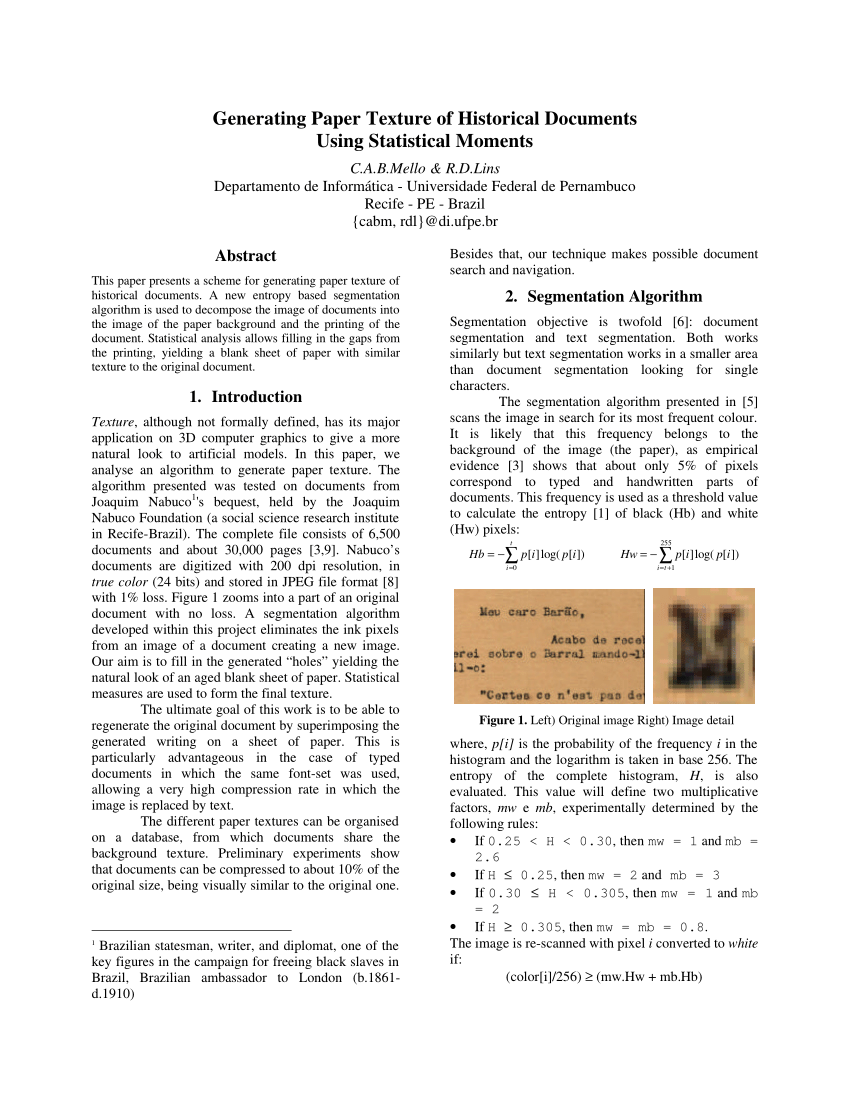 Generating Paper Texture of Historical Documents
Using Statistical Moments
C.A.B.Mello & R.D.Lins
Departamento de Informática - Universidade Federal de Pernambuco
Recife - PE - Brazil
{cabm, rdl}@di.ufpe.br
Abstract
This paper presents a scheme for generating paper texture of
historical documents. A new entropy based segmentation
algorithm is used to decompose the image of documents into
the image of the paper background and the printing of the
document. Statistical analysis allows filling in the gaps from
the printing, yielding a blank sheet of paper with similar
texture to the original document.
1. Introduction
Texture, although not formally defined, has its major
application on 3D computer graphics to give a more
natural look to artificial models. In this paper, we
analyse an algorithm to generate paper texture. The
algorithm presented was tested on documents from
Joaquim Nabuco¹'s bequest, held by the Joaquim
Nabuco Foundation (a social science research institute
in Recife-Brazil). The complete file consists of 6,500
documents and about 30,000 pages [3,9]. Nabuco's
documents are digitized with 200 dpi resolution, in
true color (24 bits) and stored in JPEG file format [8]
with 1% loss. Figure 1 zooms into a part of an original
document with no loss. A segmentation algorithm
developed within this project eliminates the ink pixels
from an image of a document creating a new image.
Our aim is to fill in the generated “holes” yielding the
natural look of an aged blank sheet of paper. Statistical
measures are used to form the final texture.
The ultimate goal of this work is to be able to
regenerate the original document by superimposing the
generated writing on a sheet of paper. This is
particularly advantageous in the case of typed
documents in which the same font-set was used,
allowing a very high compression rate in which the
image is replaced by text.
The different paper textures can be organised
on a database, from which documents share the
background texture. Preliminary experiments show
that documents can be compressed to about 10% of the
original size, being visually similar to the original one.
¹ Brazilian statesman, writer, and diplomat, one of the
key figures in the campaign for freeing black slaves in
Brazil, Brazilian ambassador to London (b.1861-
d.1910)
Besides that, our technique makes possible document
search and navigation.
2. Segmentation Algorithm
Segmentation objective is twofold [6]: document
segmentation and text segmentation. Both works
similarly but text segmentation works in a smaller area
than document segmentation looking for single
characters.
The segmentation algorithm presented in [5]
scans the image in search for its most frequent colour.
It is likely that this frequency belongs to the
background of the image (the paper), as empirical
evidence [3] shows that about only 5% of pixels
correspond to typed and handwritten parts of
documents. This frequency is used as a threshold value
to calculate the entropy [1] of black (Hb) and white
(Hw) pixels:
Hb = −∑_{i=0}^{t} p[i]log(p[i]) Hw = −∑_{i=t+1}^{255} p[i]log(p[i])
Meu caro Barão,
Acabo de recel
erei sobre o Barral mando-ll
ll-o:
"Certes ce n'est pas de
M
Figure 1. Left) Original image Right) Image detail
where, p[i] is the probability of the frequency i in the
histogram and the logarithm is taken in base 256. The
entropy of the complete histogram, H, is also
evaluated. This value will define two multiplicative
factors, mw e mb, experimentally determined by the
following rules:
• If 0.25 < H < 0.30, then mw = 1 and mb =
2.6
• If H ≤ 0.25, then mw = 2 and mb = 3
• If 0.30 ≤ H < 0.305, then mw = 1 and mb
= 2
• If H ≥ 0.305, then mw = mb = 0.8.
The image is re-scanned with pixel i converted to white
if:
(color[i]/256) ≥ (mw.Hw + mb.Hb)